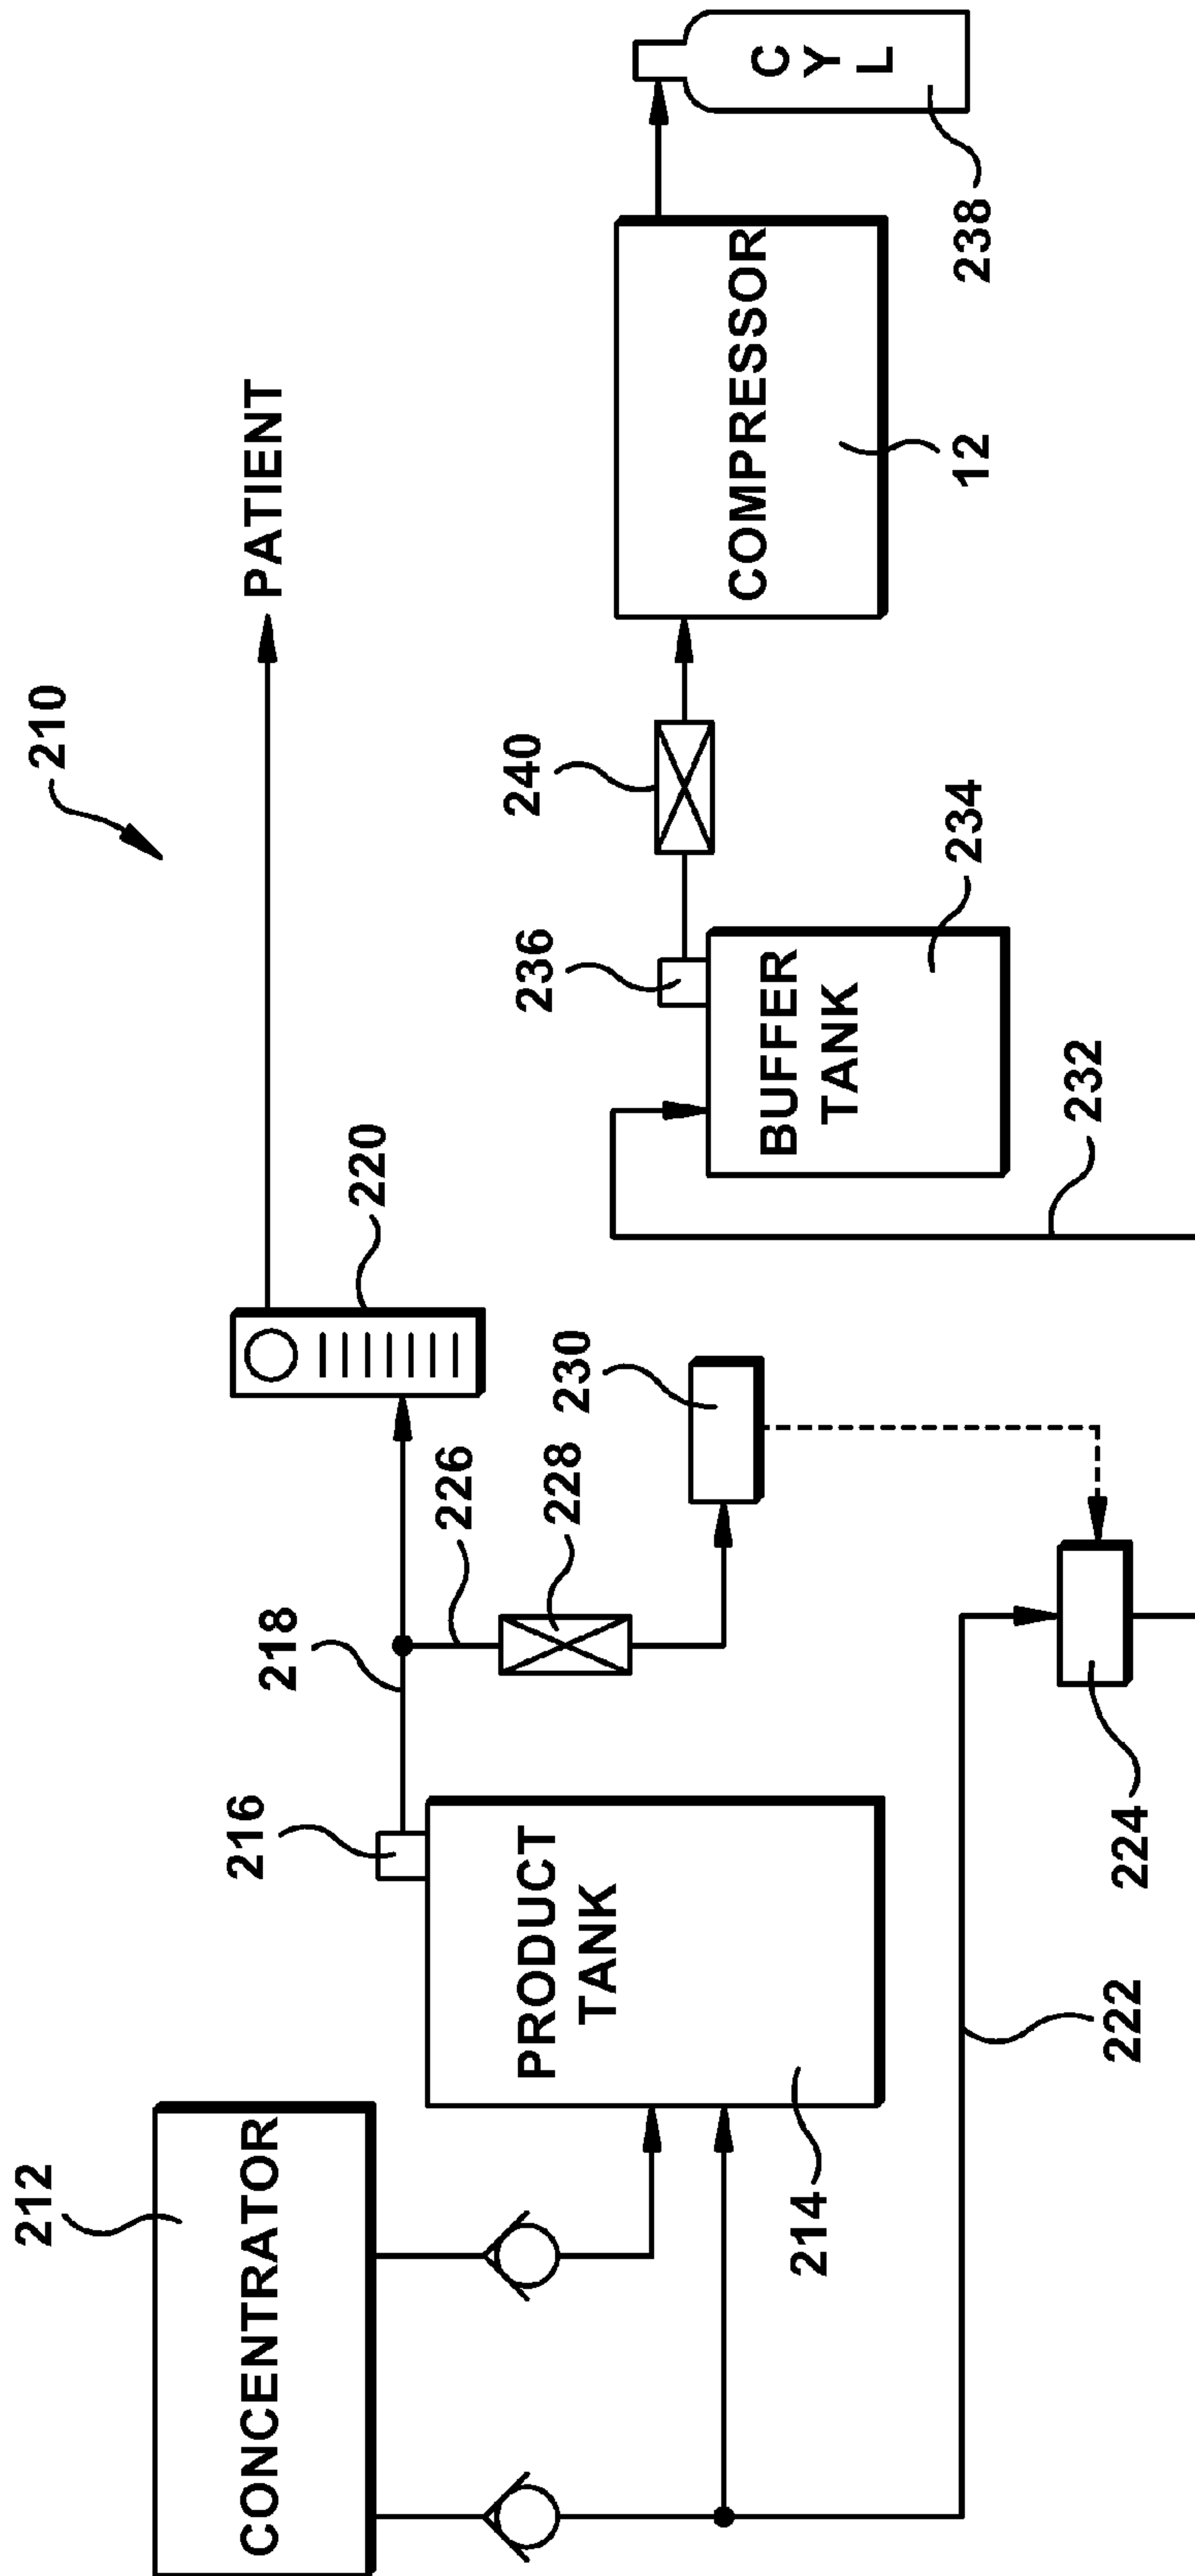 210
212
CONCENTRATOR
214
PRODUCT
TANK
216
218
220
PATIENT
222
224
226
228
230
232
BUFFER
TANK
234
236
240
COMPRESSOR
12
CYL
238